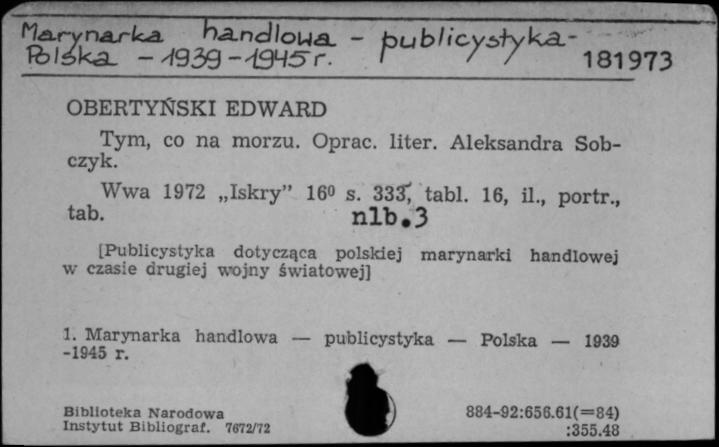 Marynarka handlowa - publicystyka -
Polska - 1939-1945 r.
181973
OBERTYŃSKI EDWARD
Tym, co na morzu. Oprac. liter. Aleksandra Sob-
czyk.
Wwa 1972 „Iskry” 16⁰ s. 333, tabl. 16, il., portr.,
tab. nlb.3
[Publicystyka dotycząca polskiej marynarki handlowej
w czasie drugiej wojny światowej]
1. Marynarka handlowa — publicystyka — Polska — 1939
-1945 r.
Biblioteka Narodowa
Instytut Bibliograf. 7672/72
884-92:656.61(=84)
:355.48